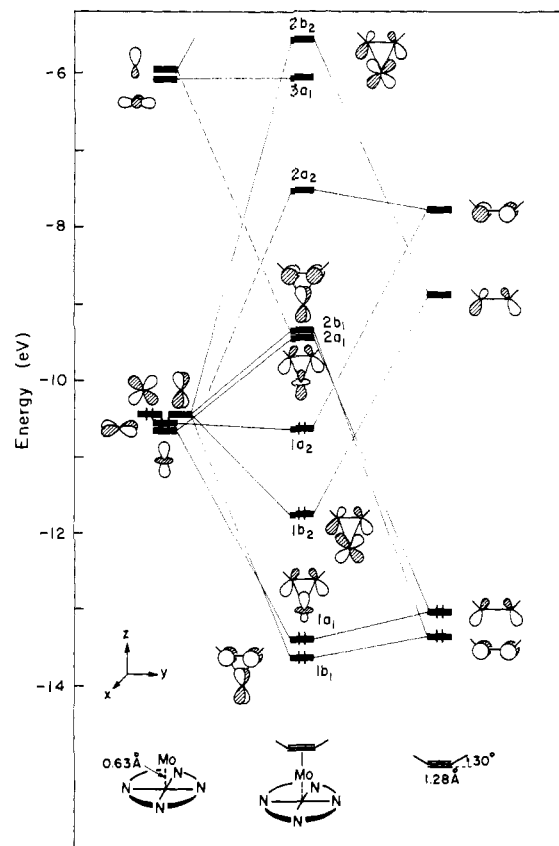 2b₂
-6
3a₁
2a₂
-8
Energy (eV)
2b₁
2a₁
-10
1a₂
1b₂
-12
1a₁
1b₁
z
y
x
-14
Mo
0.63Å
N
N
N
N
Mo
N
N
N
N
30°
1.28Å